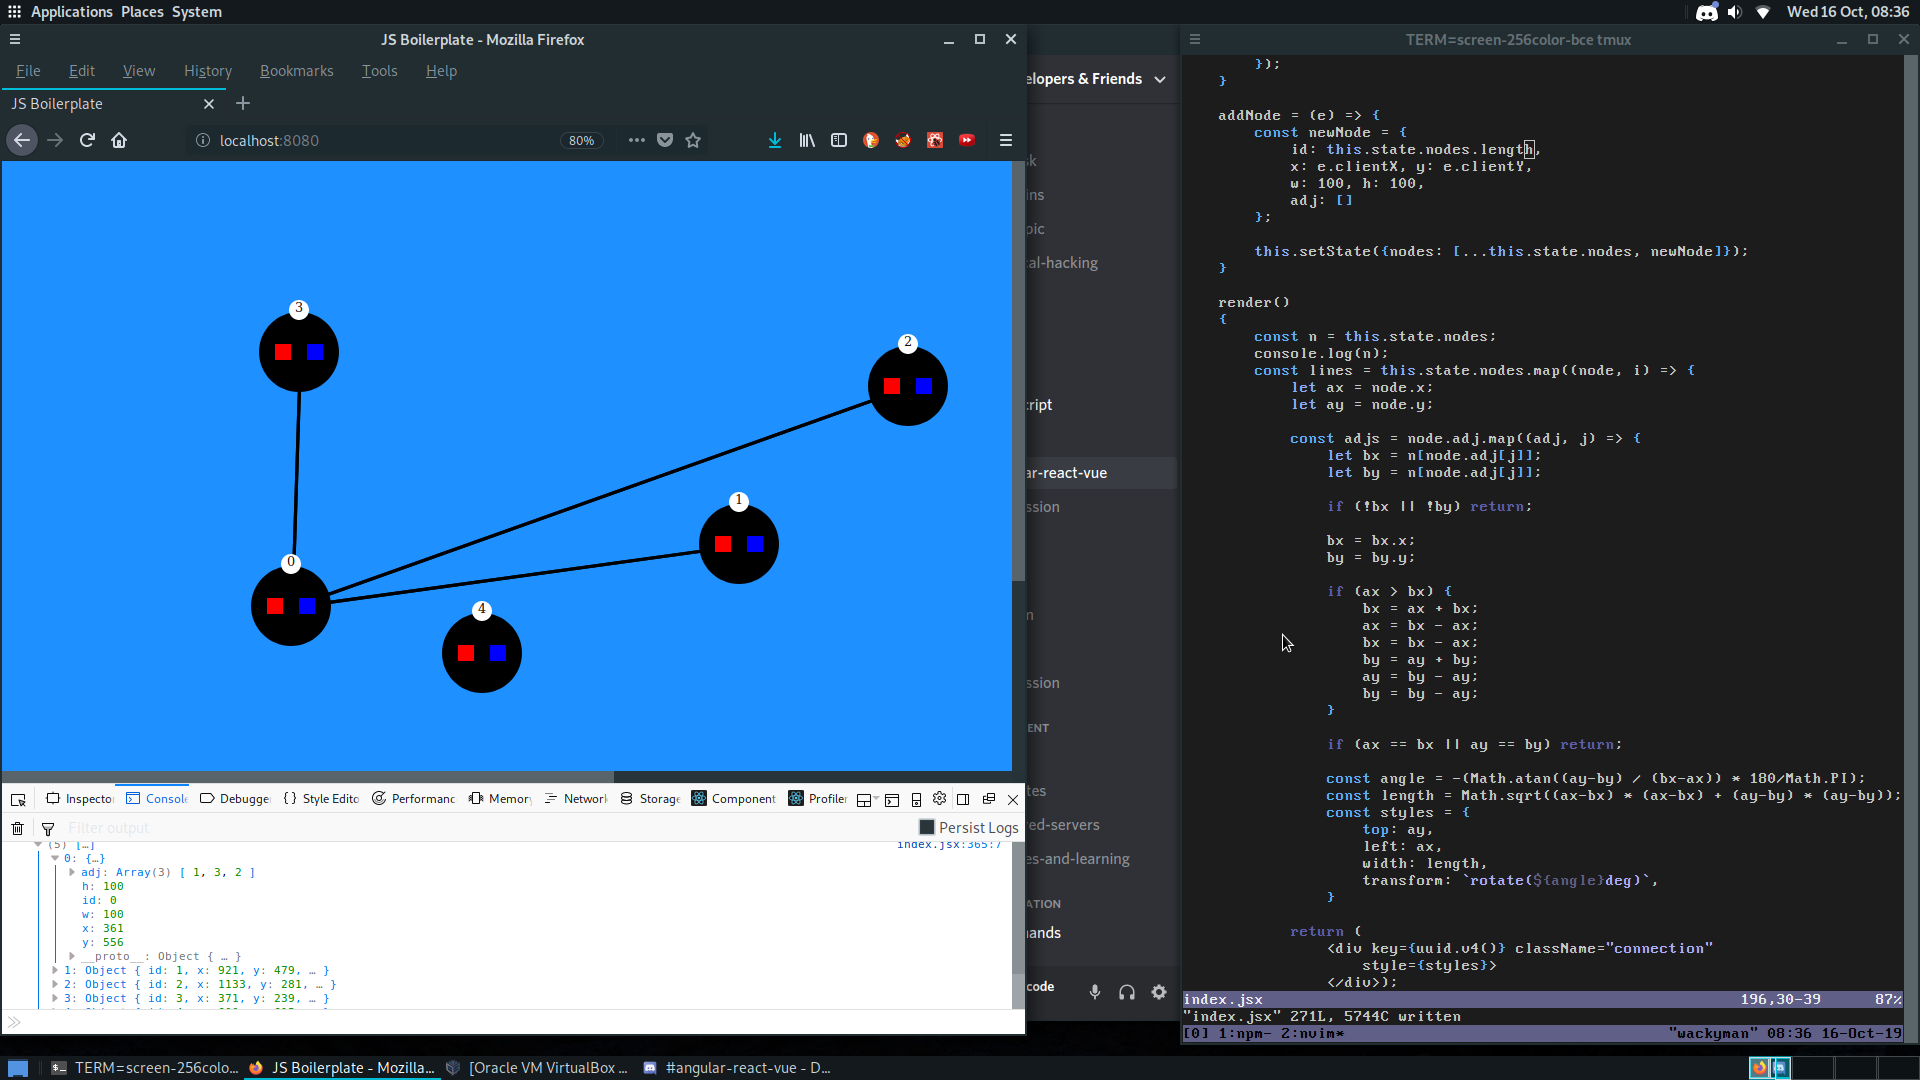 Applications Places System
Wed 16 Oct, 08:36
JS Boilerplate - Mozilla Firefox
File Edit View History Bookmarks Tools Help
JS Boilerplate
localhost:8080
80%
3
2
1
0
4
Inspecto
Console
Debugge
Style Edito
Performanc
Memor
Network
Storage
Component
Profiler
Filter output
Persist Logs
(5) […]
index.jsx:365:7
0: {…}
adj: Array(3) [ 1, 3, 2 ]
h: 100
id: 0
w: 100
x: 361
y: 556
__proto__: Object { … }
1: Object { id: 1, x: 921, y: 479, … }
2: Object { id: 2, x: 1133, y: 281, … }
3: Object { id: 3, x: 371, y: 239, … }
elopers & Friends
sk
ins
pic
al-hacking
cript
ar-react-vue
ssion
n
ssion
ENT
tes
red-servers
es-and-learning
ATION
ands
code
TERM=screen-256color-bce tmux
});
}
addNode = (e) => {
const newNode = {
id: this.state.nodes.length,
x: e.clientX, y: e.clientY,
w: 100, h: 100,
adj: []
};
this.setState({nodes: [...this.state.nodes, newNode]});
}
render()
{
const n = this.state.nodes;
console.log(n);
const lines = this.state.nodes.map((node, i) => {
let ax = node.x;
let ay = node.y;
const adjs = node.adj.map((adj, j) => {
let bx = n[node.adj[j]];
let by = n[node.adj[j]];
if (!bx || !by) return;
bx = bx.x;
by = by.y;
if (ax > bx) {
bx = ax + bx;
ax = bx - ax;
bx = bx - ax;
by = ay + by;
ay = by - ay;
by = by - ay;
}
if (ax == bx || ay == by) return;
const angle = -(Math.atan((ay-by) / (bx-ax)) * 180/Math.PI);
const length = Math.sqrt((ax-bx) * (ax-bx) + (ay-by) * (ay-by));
const styles = {
top: ay,
left: ax,
width: length,
transform: `rotate(${angle}deg)`,
}
return (
<div key={uuid.v4()} className="connection"
style={styles}>
</div>);
index.jsx 196,30-39 87%
"index.jsx" 271L, 5744C written
[0] 1:npm- 2:nvim* "wackyman" 08:36 16-Oct-19
TERM=screen-256colo...
JS Boilerplate - Mozilla...
[Oracle VM VirtualBox ...
#angular-react-vue - D...